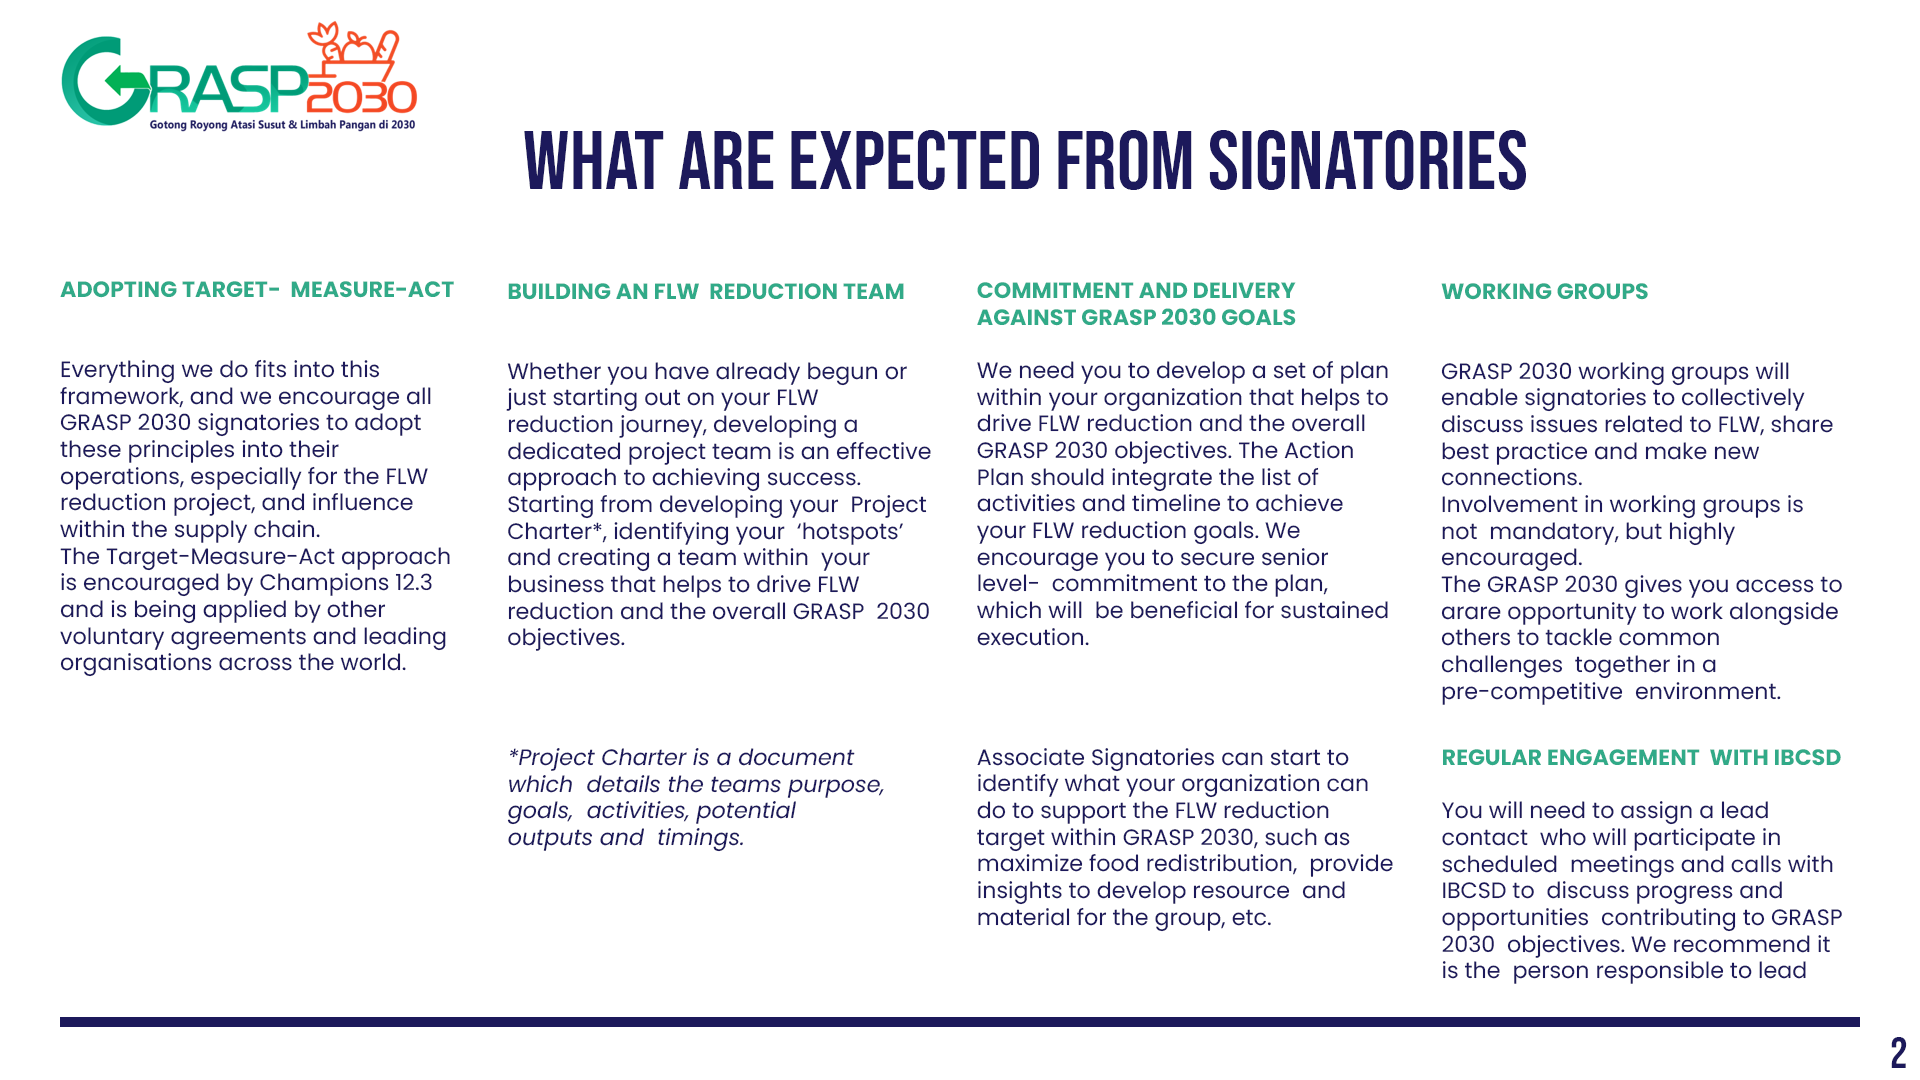 GRASP 2030
Gotong Royong Atasi Susut & Limbah Pangan di 2030
WHAT ARE EXPECTED FROM SIGNATORIES
ADOPTING TARGET- MEASURE-ACT
Everything we do fits into this
framework, and we encourage all
GRASP 2030 signatories to adopt
these principles into their
operations, especially for the FLW
reduction project, and influence
within the supply chain.
The Target-Measure-Act approach
is encouraged by Champions 12.3
and is being applied by other
voluntary agreements and leading
organisations across the world.
BUILDING AN FLW REDUCTION TEAM
Whether you have already begun or
just starting out on your FLW
reduction journey, developing a
dedicated project team is an effective
approach to achieving success.
Starting from developing your Project
Charter*, identifying your ‘hotspots’
and creating a team within your
business that helps to drive FLW
reduction and the overall GRASP 2030
objectives.
*Project Charter is a document
which details the teams purpose,
goals, activities, potential
outputs and timings.
COMMITMENT AND DELIVERY
AGAINST GRASP 2030 GOALS
We need you to develop a set of plan
within your organization that helps to
drive FLW reduction and the overall
GRASP 2030 objectives. The Action
Plan should integrate the list of
activities and timeline to achieve
your FLW reduction goals. We
encourage you to secure senior
level- commitment to the plan,
which will be beneficial for sustained
execution.
Associate Signatories can start to
identify what your organization can
do to support the FLW reduction
target within GRASP 2030, such as
maximize food redistribution, provide
insights to develop resource and
material for the group, etc.
WORKING GROUPS
GRASP 2030 working groups will
enable signatories to collectively
discuss issues related to FLW, share
best practice and make new
connections.
Involvement in working groups is
not mandatory, but highly
encouraged.
The GRASP 2030 gives you access to
arare opportunity to work alongside
others to tackle common
challenges together in a
pre-competitive environment.
REGULAR ENGAGEMENT WITH IBCSD
You will need to assign a lead
contact who will participate in
scheduled meetings and calls with
IBCSD to discuss progress and
opportunities contributing to GRASP
2030 objectives. We recommend it
is the person responsible to lead
2